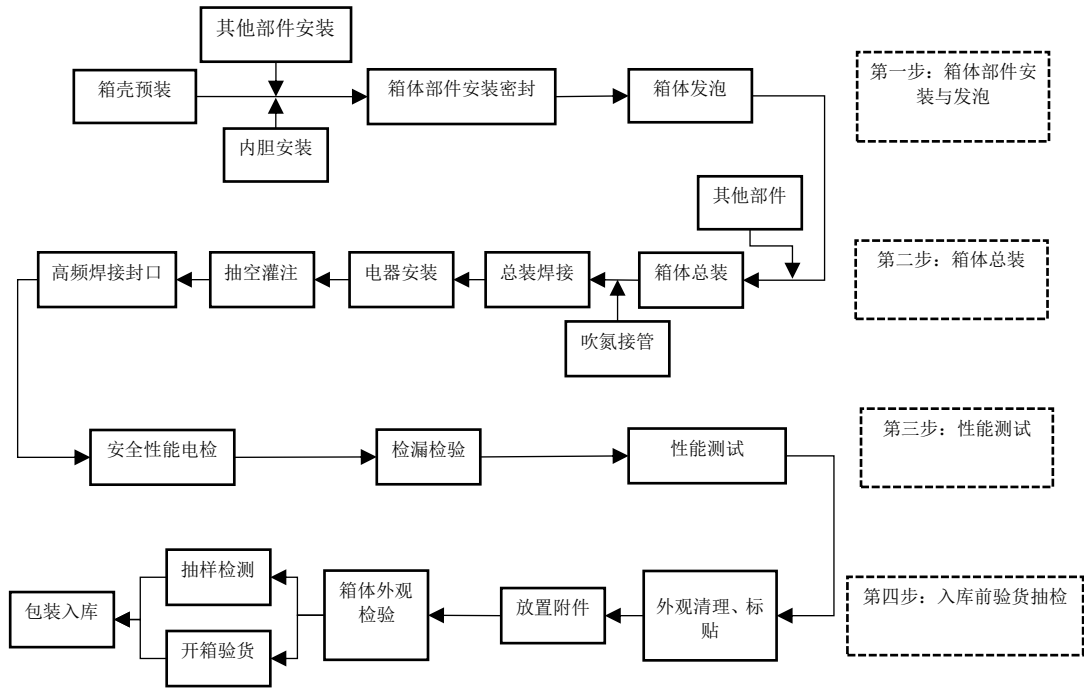 其他部件安装
箱壳预装
箱体部件安装密封
箱体发泡
内胆安装
第一步：箱体部件安
装与发泡
其他部件
高频焊接封口
抽空灌注
电器安装
总装焊接
箱体总装
吹氮接管
第二步：箱体总装
安全性能电检
检漏检验
性能测试
第三步：性能测试
包装入库
抽样检测
开箱验货
箱体外观
检验
放置附件
外观清理、标
贴
第四步：入库前验货抽检